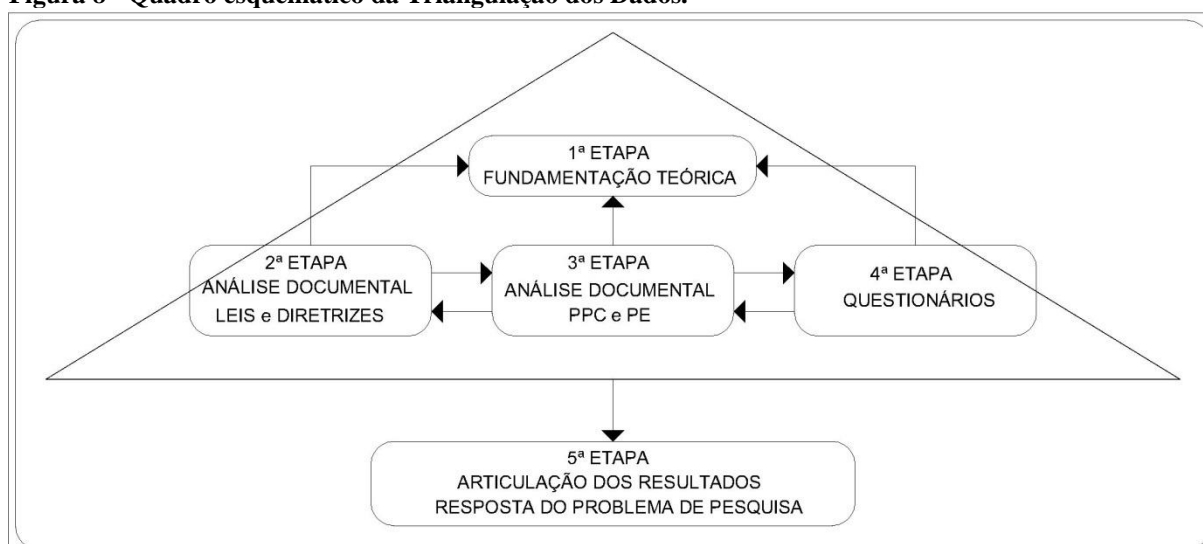 Figura 8 - Quadro esquemático da Triangulação dos Dados.
1ª ETAPA
FUNDAMENTAÇÃO TEÓRICA
2ª ETAPA
ANÁLISE DOCUMENTAL
LEIS e DIRETRIZES
3ª ETAPA
ANÁLISE DOCUMENTAL
PPC e PE
4ª ETAPA
QUESTIONÁRIOS
5ª ETAPA
ARTICULAÇÃO DOS RESULTADOS
RESPOSTA DO PROBLEMA DE PESQUISA